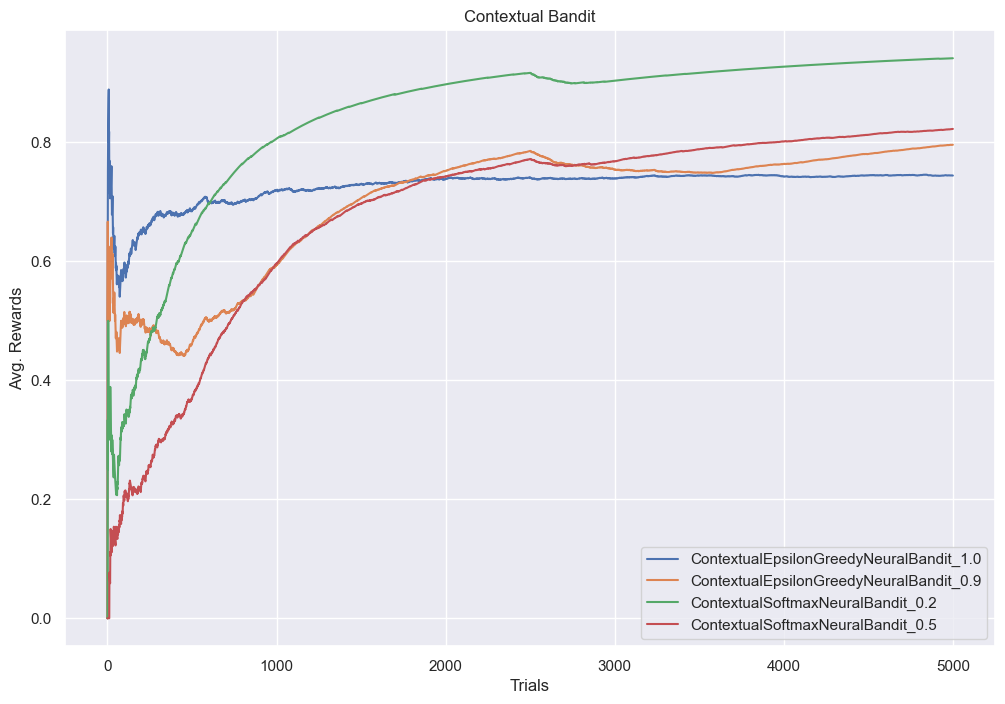 Contextual Bandit
Avg. Rewards
0.8
0.6
0.4
0.2
0.0
0
1000
2000
3000
4000
5000
Trials
ContextualEpsilonGreedyNeuralBandit_1.0
ContextualEpsilonGreedyNeuralBandit_0.9
ContextualSoftmaxNeuralBandit_0.2
ContextualSoftmaxNeuralBandit_0.5